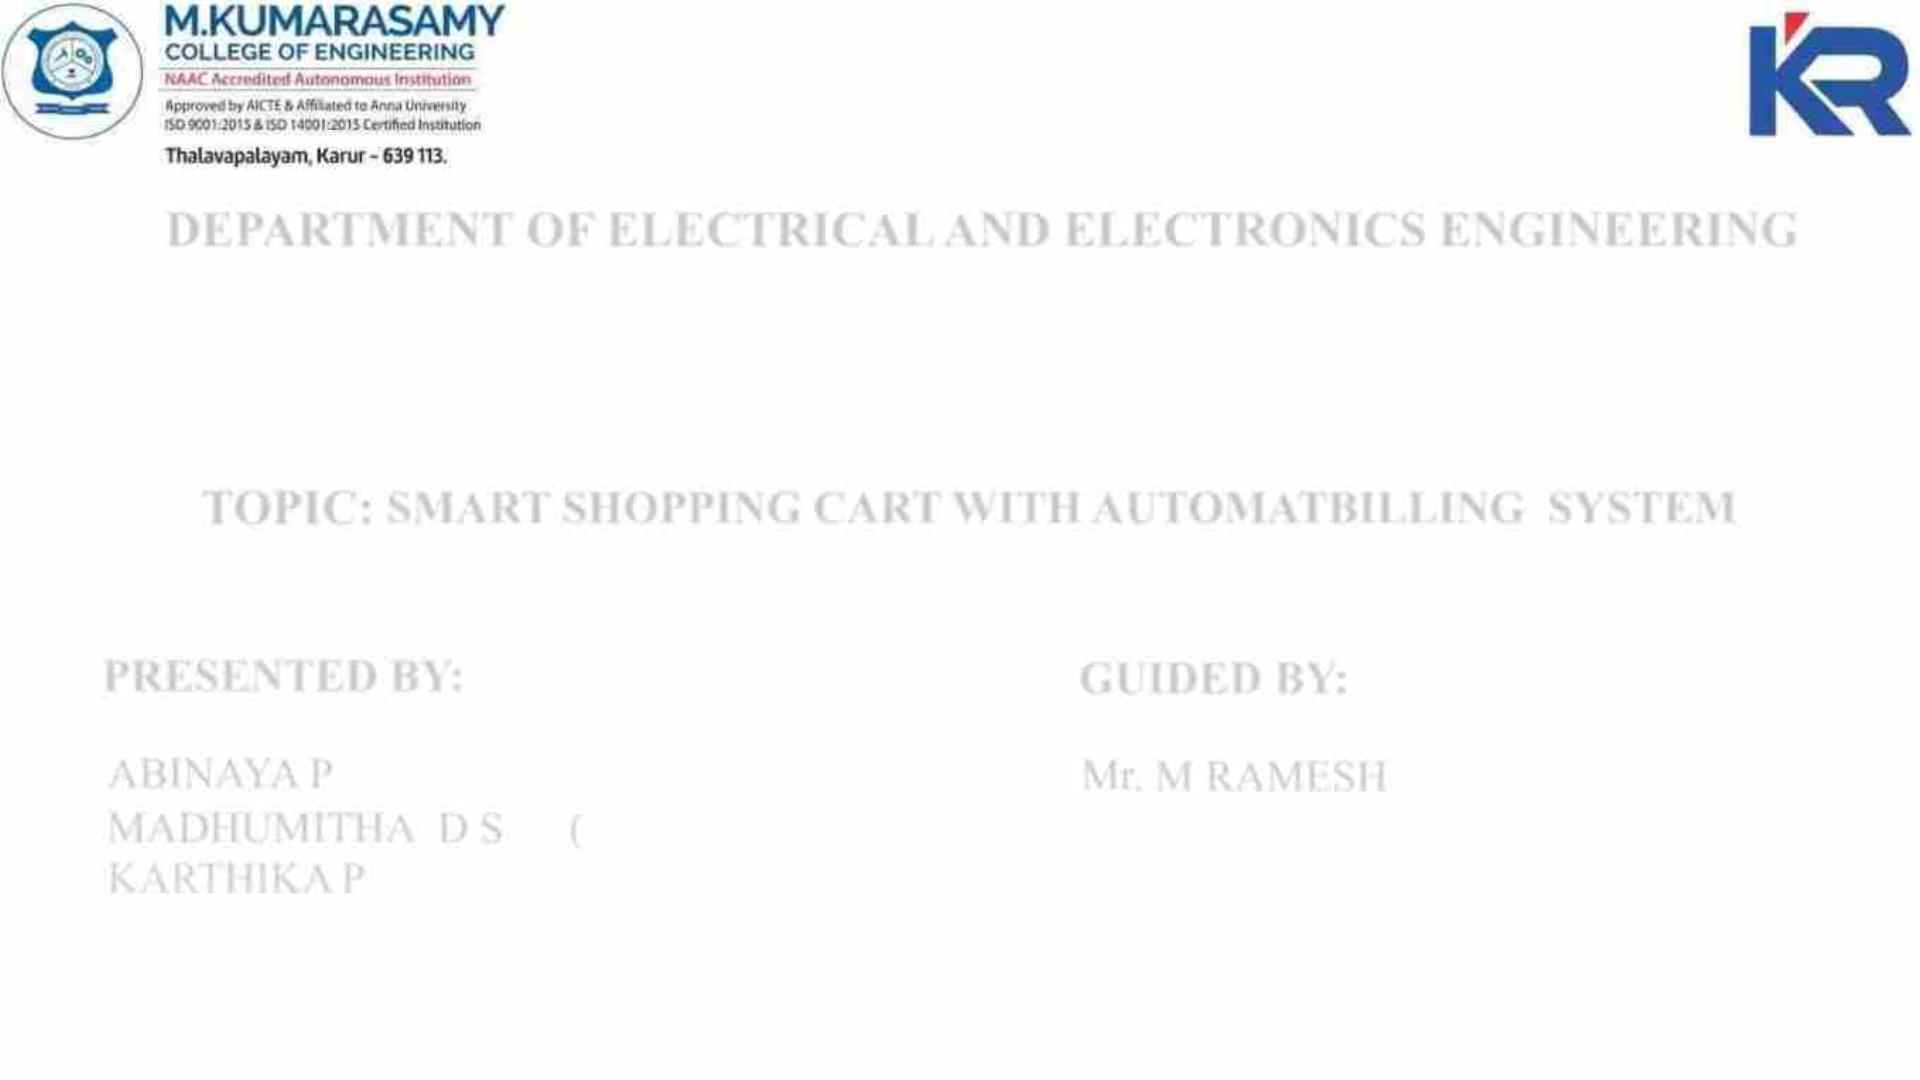 M.KUMARASAMY
COLLEGE OF ENGINEERING
NAAC Accredited Autonomous Institution
Approved by AICTE & Affiliated to Anna University
ISO 9001:2015 & ISO 14001:2015 Certified Institution
Thalavapalayam, Karur – 639 113.
KR
DEPARTMENT OF ELECTRICAL AND ELECTRONICS ENGINEERING
TOPIC: SMART SHOPPING CART WITH AUTOMATBILLING SYSTEM
PRESENTED BY:
ABINAYA P
MADHUMITHA D S (
KARTHIKA P
GUIDED BY:
Mr. M RAMESH